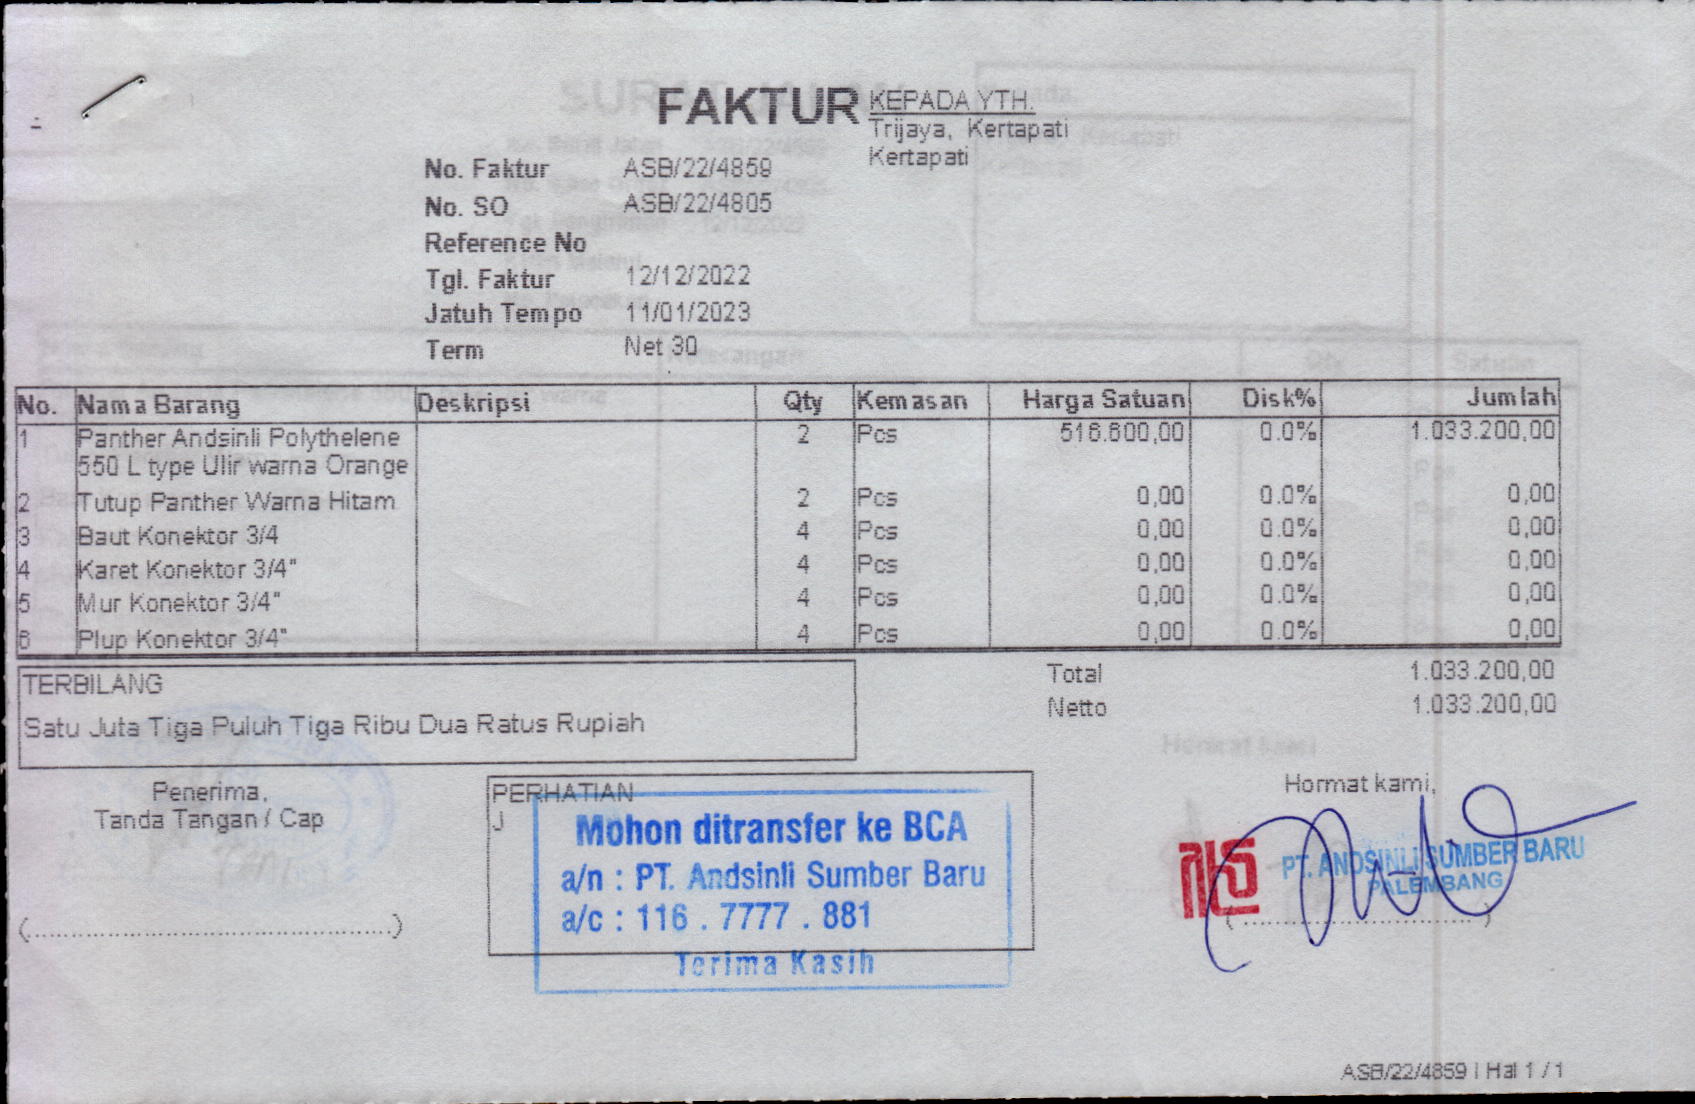 FAKTUR
KEPADA YTH.
Trijaya, Kertapati
Kertapati
No. Faktur ASB/22/4859
No. SO ASB/22/4805
Reference No
Tgl. Faktur 12/12/2022
Jatuh Tempo 11/01/2023
Term Net 30
No. Nama Barang Deskripsi Qty Kemasan Harga Satuan Disk% Jumlah
1 Panther Andsinli Polythelene 2 Pcs 516.600,00 0.0% 1.033.200,00
550 L type Ulir warna Orange
2 Tutup Panther Warna Hitam 2 Pcs 0,00 0.0% 0,00
3 Baut Konektor 3/4 4 Pcs 0,00 0.0% 0,00
4 Karet Konektor 3/4" 4 Pcs 0,00 0.0% 0,00
5 Mur Konektor 3/4" 4 Pcs 0,00 0.0% 0,00
6 Plup Konektor 3/4" 4 Pcs 0,00 0.0% 0,00
TERBILANG
Satu Juta Tiga Puluh Tiga Ribu Dua Ratus Rupiah
Total 1.033.200,00
Netto 1.033.200,00
Penerima,
Tanda Tangan / Cap
(..............................................)
PERHATIAN
J
Mohon ditransfer ke BCA
a/n : PT. Andsinli Sumber Baru
a/c : 116 . 7777 . 881
Terima Kasih
Hormat kami,
PT. ANDSINLI SUMBER BARU
PALEMBANG
(................................)
ASB/22/4859 | Hal 1 / 1